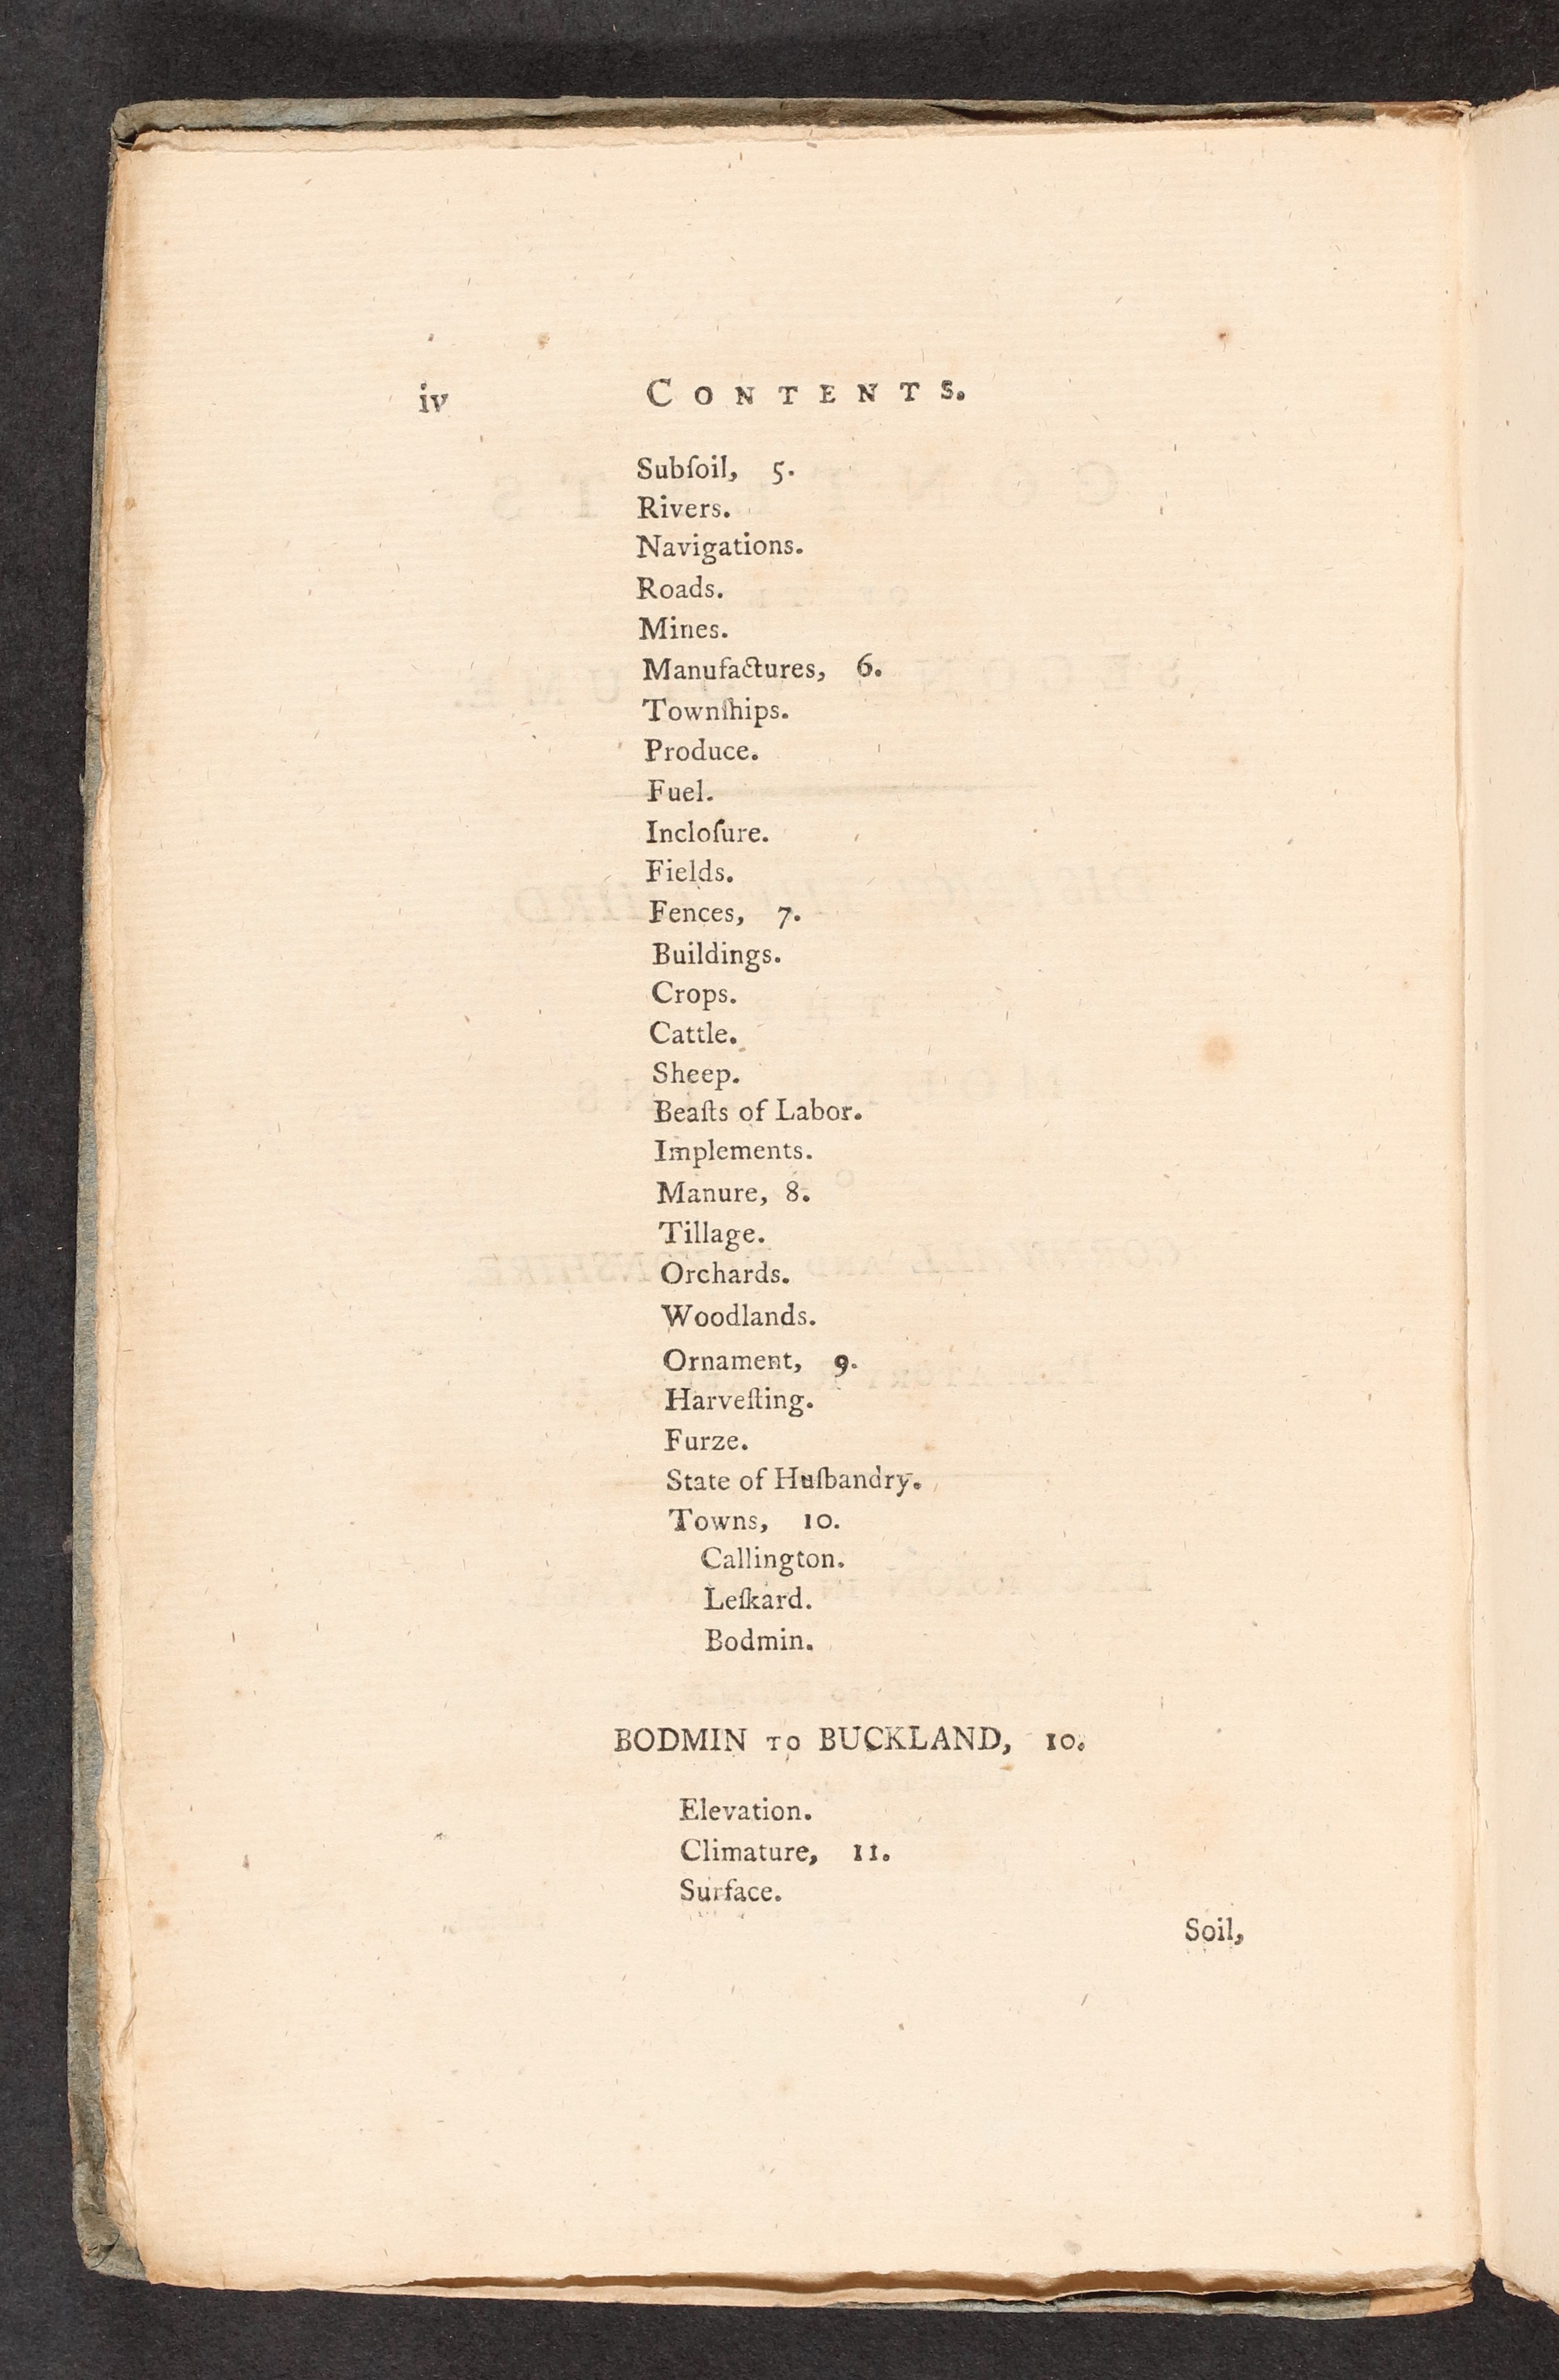 iv CONTENTS.
Subſoil, 5.
Rivers.
Navigations.
Roads.
Mines.
Manufactures, 6.
Townſhips.
Produce.
Fuel.
Incloſure.
Fields.
Fences, 7.
Buildings.
Crops.
Cattle.
Sheep.
Beaſts of Labor.
Implements.
Manure, 8.
Tillage.
Orchards.
Woodlands.
Ornament, 9.
Harveſting.
Furze.
State of Huſbandry.
Towns, 10.
Callington.
Leſkard.
Bodmin.
BODMIN TO BUCKLAND, 10.
Elevation.
Climature, 11.
Surface.
Soil,